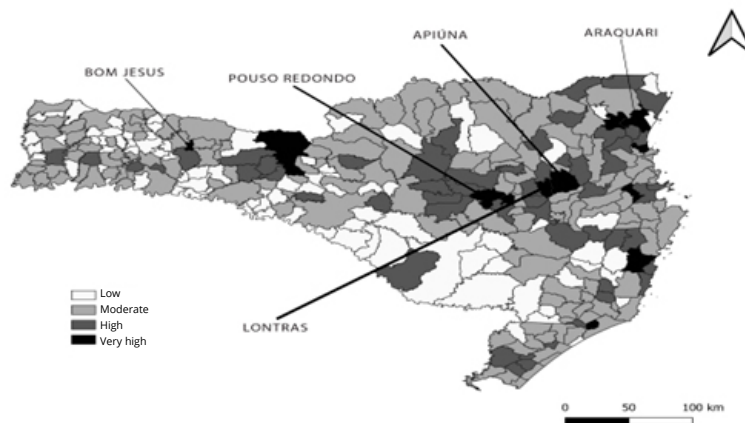 APIÚNA
ARAQUARI
BOM JESUS
POUSO REDONDO
Low
Moderate
High
Very high
LONTRAS
0 50 100 km